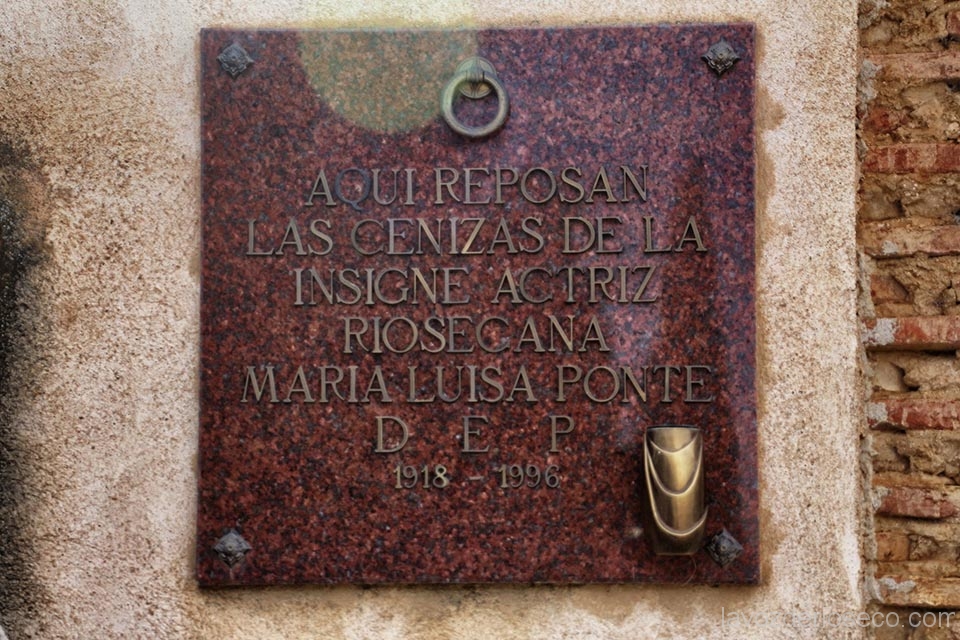 AQUI REPOSAN
LAS CENIZAS DE LA
INSIGNE ACTRIZ
RIOSECANA
MARIA LUISA PONTE
D E P
1918 - 1996